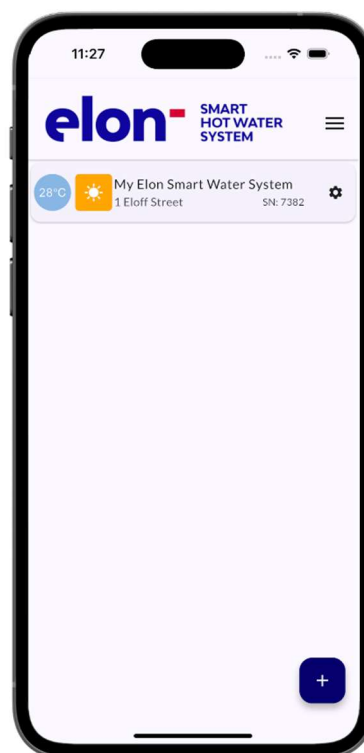 11:27
elon
SMART
HOT WATER
SYSTEM
28°C
My Elon Smart Water System
1 Eloff Street
SN: 7382
+